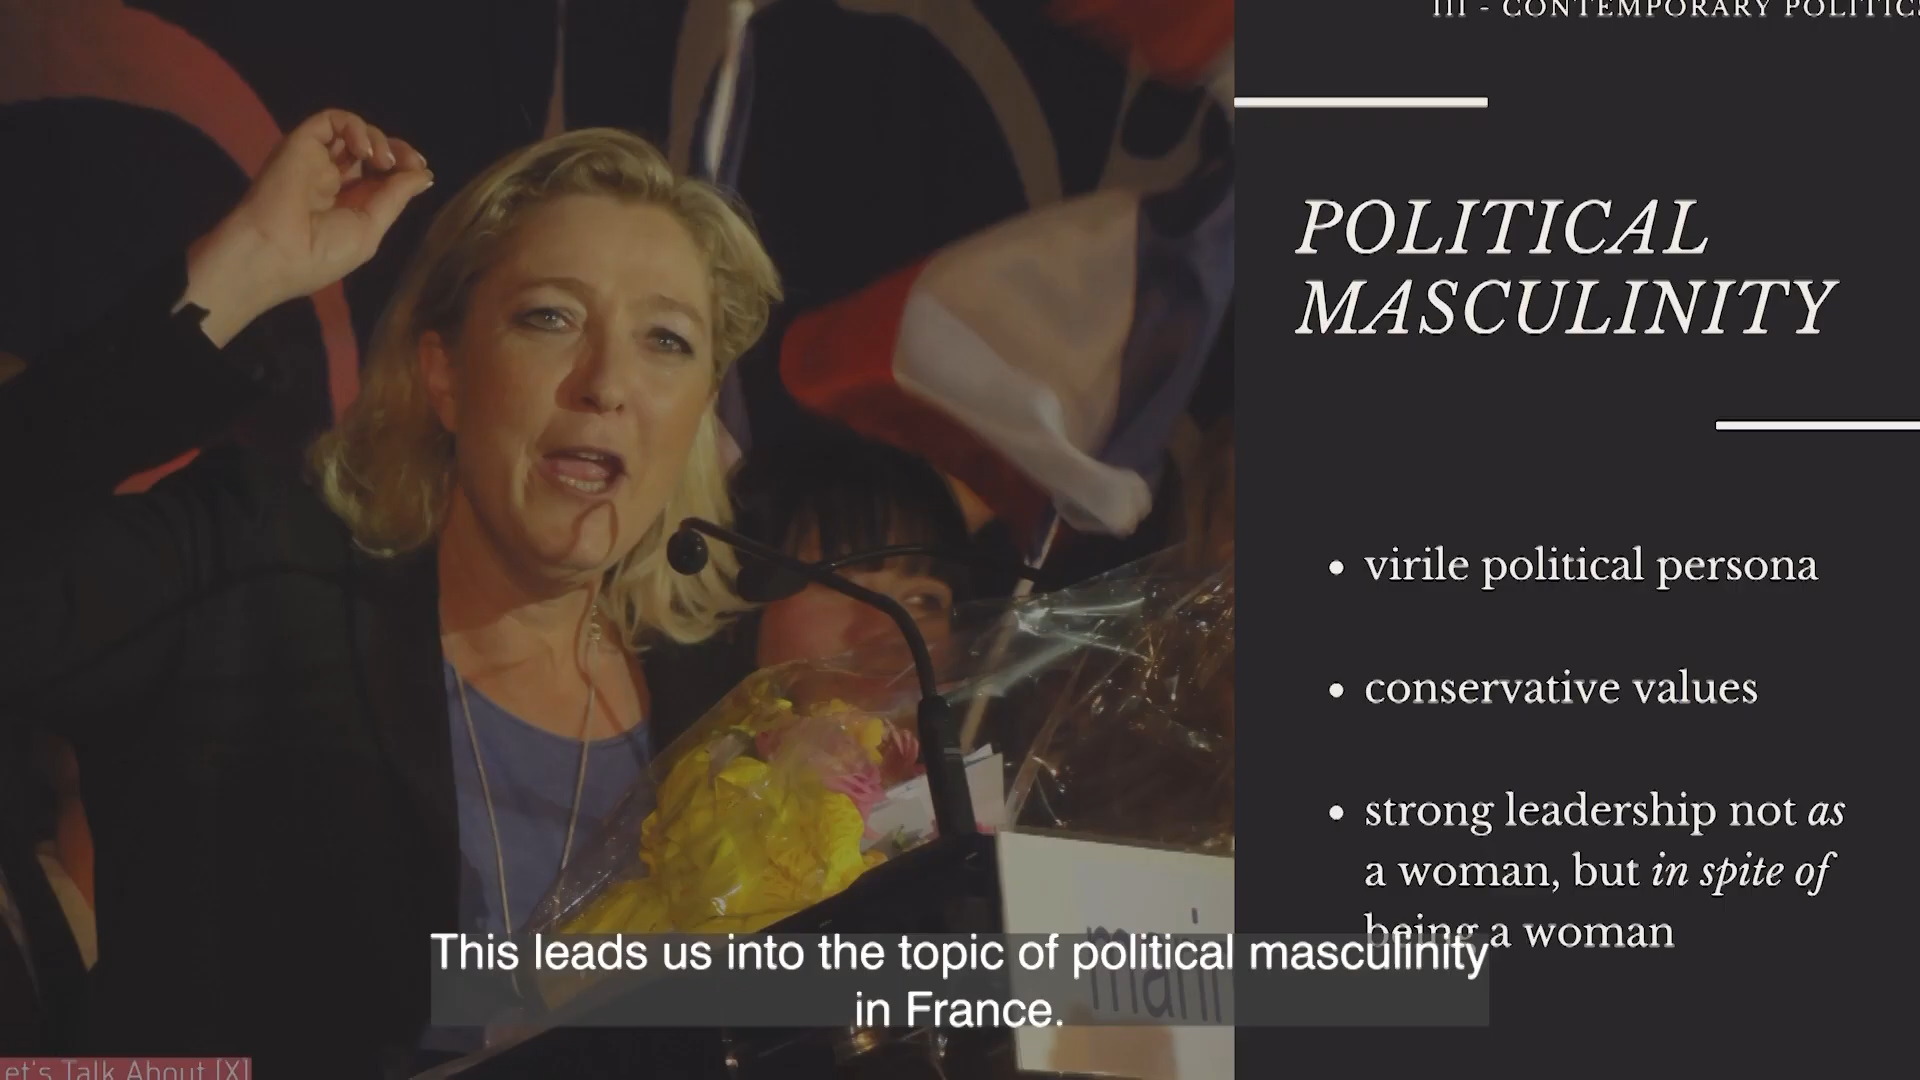 III - CONTEMPORARY POLITICS
POLITICAL
MASCULINITY
• virile political persona
• conservative values
• strong leadership not as
a woman, but in spite of
being a woman
This leads us into the topic of political masculinity
in France.
mari
et's Talk About [X]